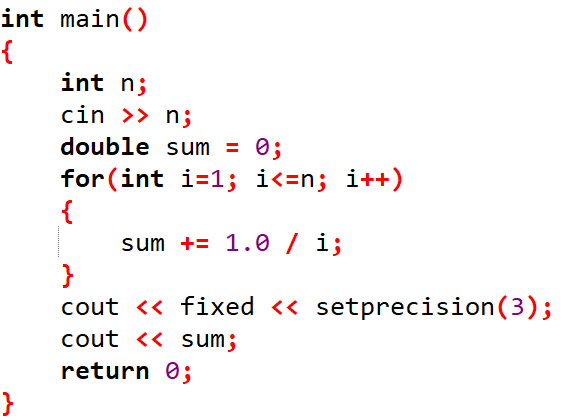 int main()
{
    int n;
    cin >> n;
    double sum = 0;
    for(int i=1; i<=n; i++)
    {
        sum += 1.0 / i;
    }
    cout << fixed << setprecision(3);
    cout << sum;
    return 0;
}